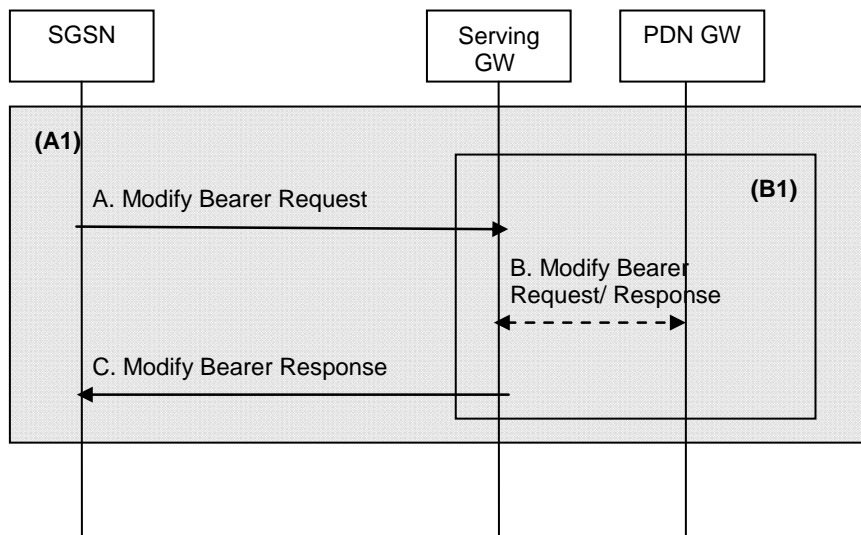 SGSN
Serving
GW
PDN GW
(A1)
(B1)
A. Modify Bearer Request
B. Modify Bearer
Request/ Response
C. Modify Bearer Response